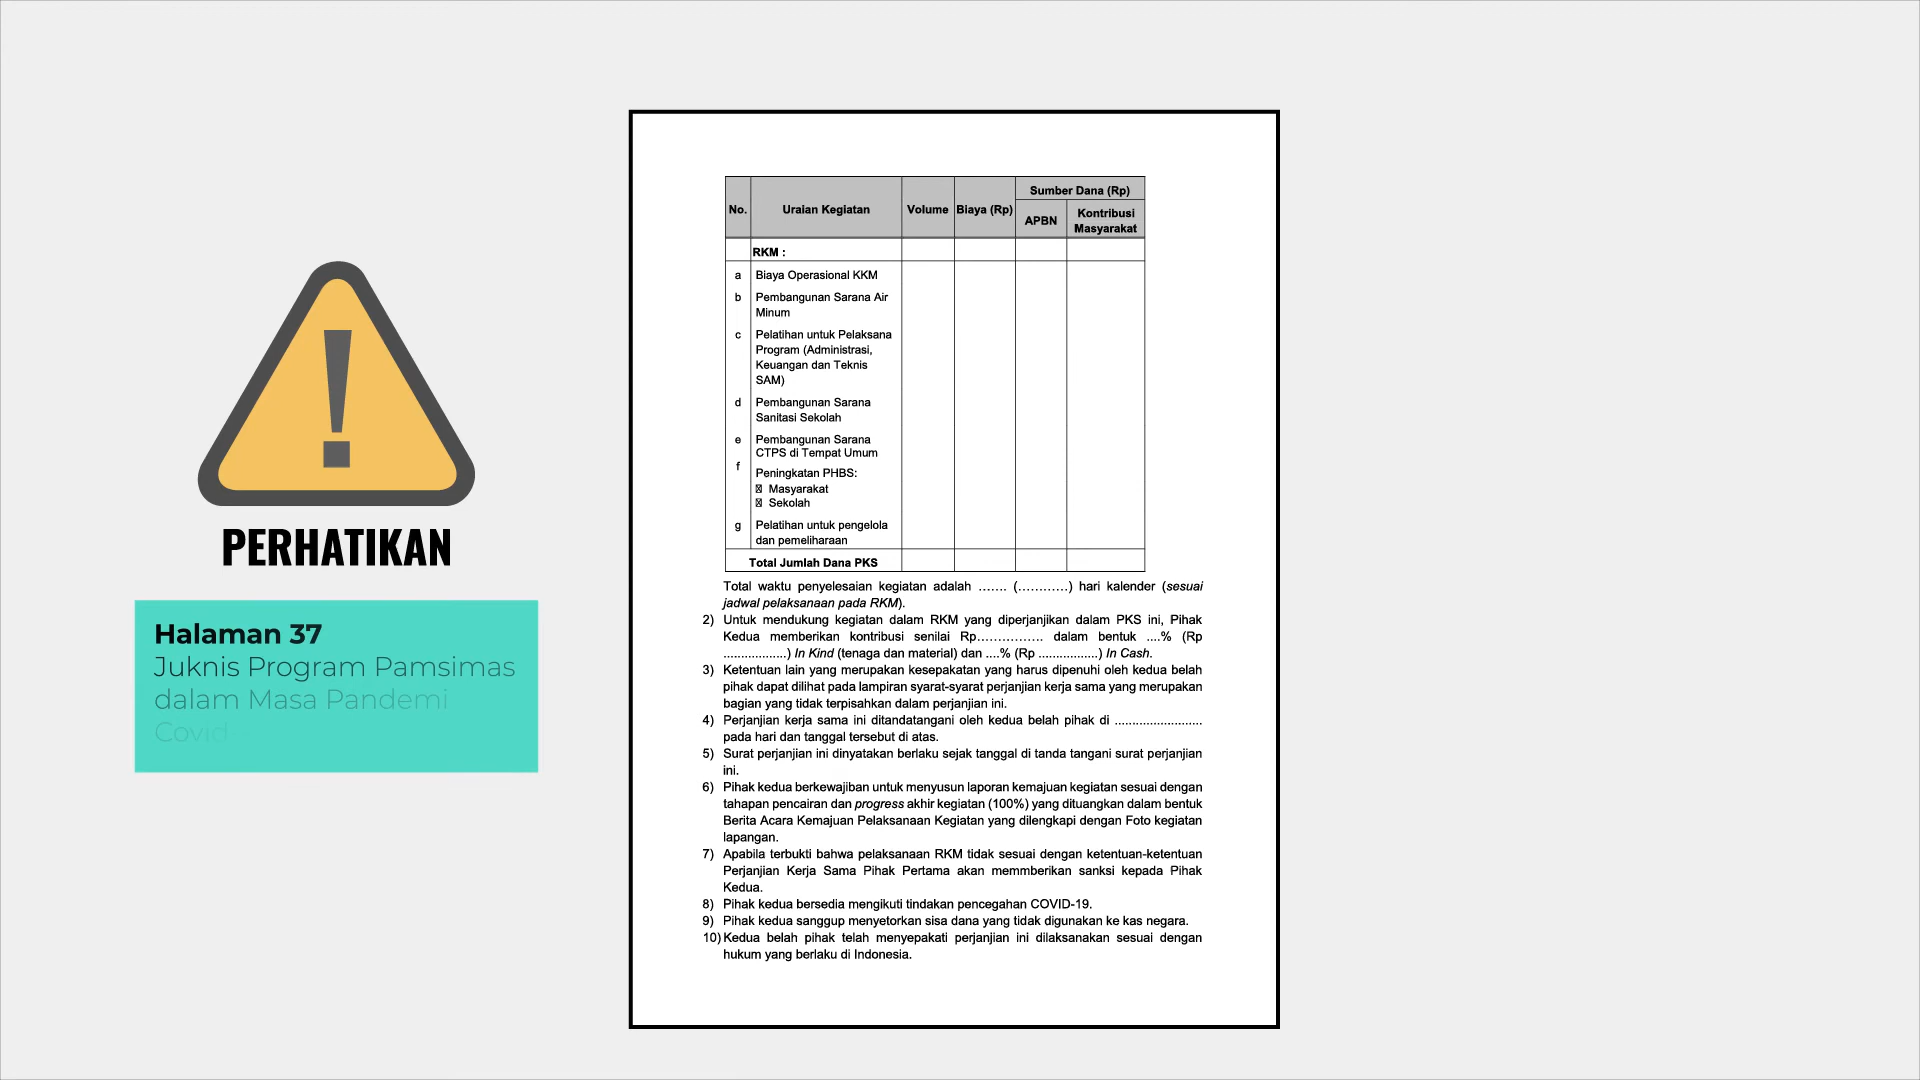 PERHATIKAN
Halaman 37
Juknis Program Pamsimas
dalam Masa Pandemi
Covid
No.
Uraian Kegiatan
Volume
Biaya (Rp)
Sumber Dana (Rp)
APBN
Kontribusi
Masyarakat
RKM :
a Biaya Operasional KKM
b Pembangunan Sarana Air
Minum
c Pelatihan untuk Pelaksana
Program (Administrasi,
Keuangan dan Teknis
SAM)
d Pembangunan Sarana
Sanitasi Sekolah
e Pembangunan Sarana
CTPS di Tempat Umum
f Peningkatan PHBS:
Masyarakat
Sekolah
g Pelatihan untuk pengelola
dan pemeliharaan
Total Jumlah Dana PKS
Total waktu penyelesaian kegiatan adalah ……. (…………) hari kalender (sesuai
jadwal pelaksanaan pada RKM).
2) Untuk mendukung kegiatan dalam RKM yang diperjanjikan dalam PKS ini, Pihak
Kedua memberikan kontribusi senilai Rp……………. dalam bentuk ....% (Rp
..................) In Kind (tenaga dan material) dan ....% (Rp .................) In Cash.
3) Ketentuan lain yang merupakan kesepakatan yang harus dipenuhi oleh kedua belah
pihak dapat dilihat pada lampiran syarat-syarat perjanjian kerja sama yang merupakan
bagian yang tidak terpisahkan dalam perjanjian ini.
4) Perjanjian kerja sama ini ditandatangani oleh kedua belah pihak di .........................
pada hari dan tanggal tersebut di atas.
5) Surat perjanjian ini dinyatakan berlaku sejak tanggal di tanda tangani surat perjanjian
ini.
6) Pihak kedua berkewajiban untuk menyusun laporan kemajuan kegiatan sesuai dengan
tahapan pencairan dan progress akhir kegiatan (100%) yang dituangkan dalam bentuk
Berita Acara Kemajuan Pelaksanaan Kegiatan yang dilengkapi dengan Foto kegiatan
lapangan.
7) Apabila terbukti bahwa pelaksanaan RKM tidak sesuai dengan ketentuan-ketentuan
Perjanjian Kerja Sama Pihak Pertama akan memmberikan sanksi kepada Pihak
Kedua.
8) Pihak kedua bersedia mengikuti tindakan pencegahan COVID-19.
9) Pihak kedua sanggup menyetorkan sisa dana yang tidak digunakan ke kas negara.
10) Kedua belah pihak telah menyepakati perjanjian ini dilaksanakan sesuai dengan
hukum yang berlaku di Indonesia.